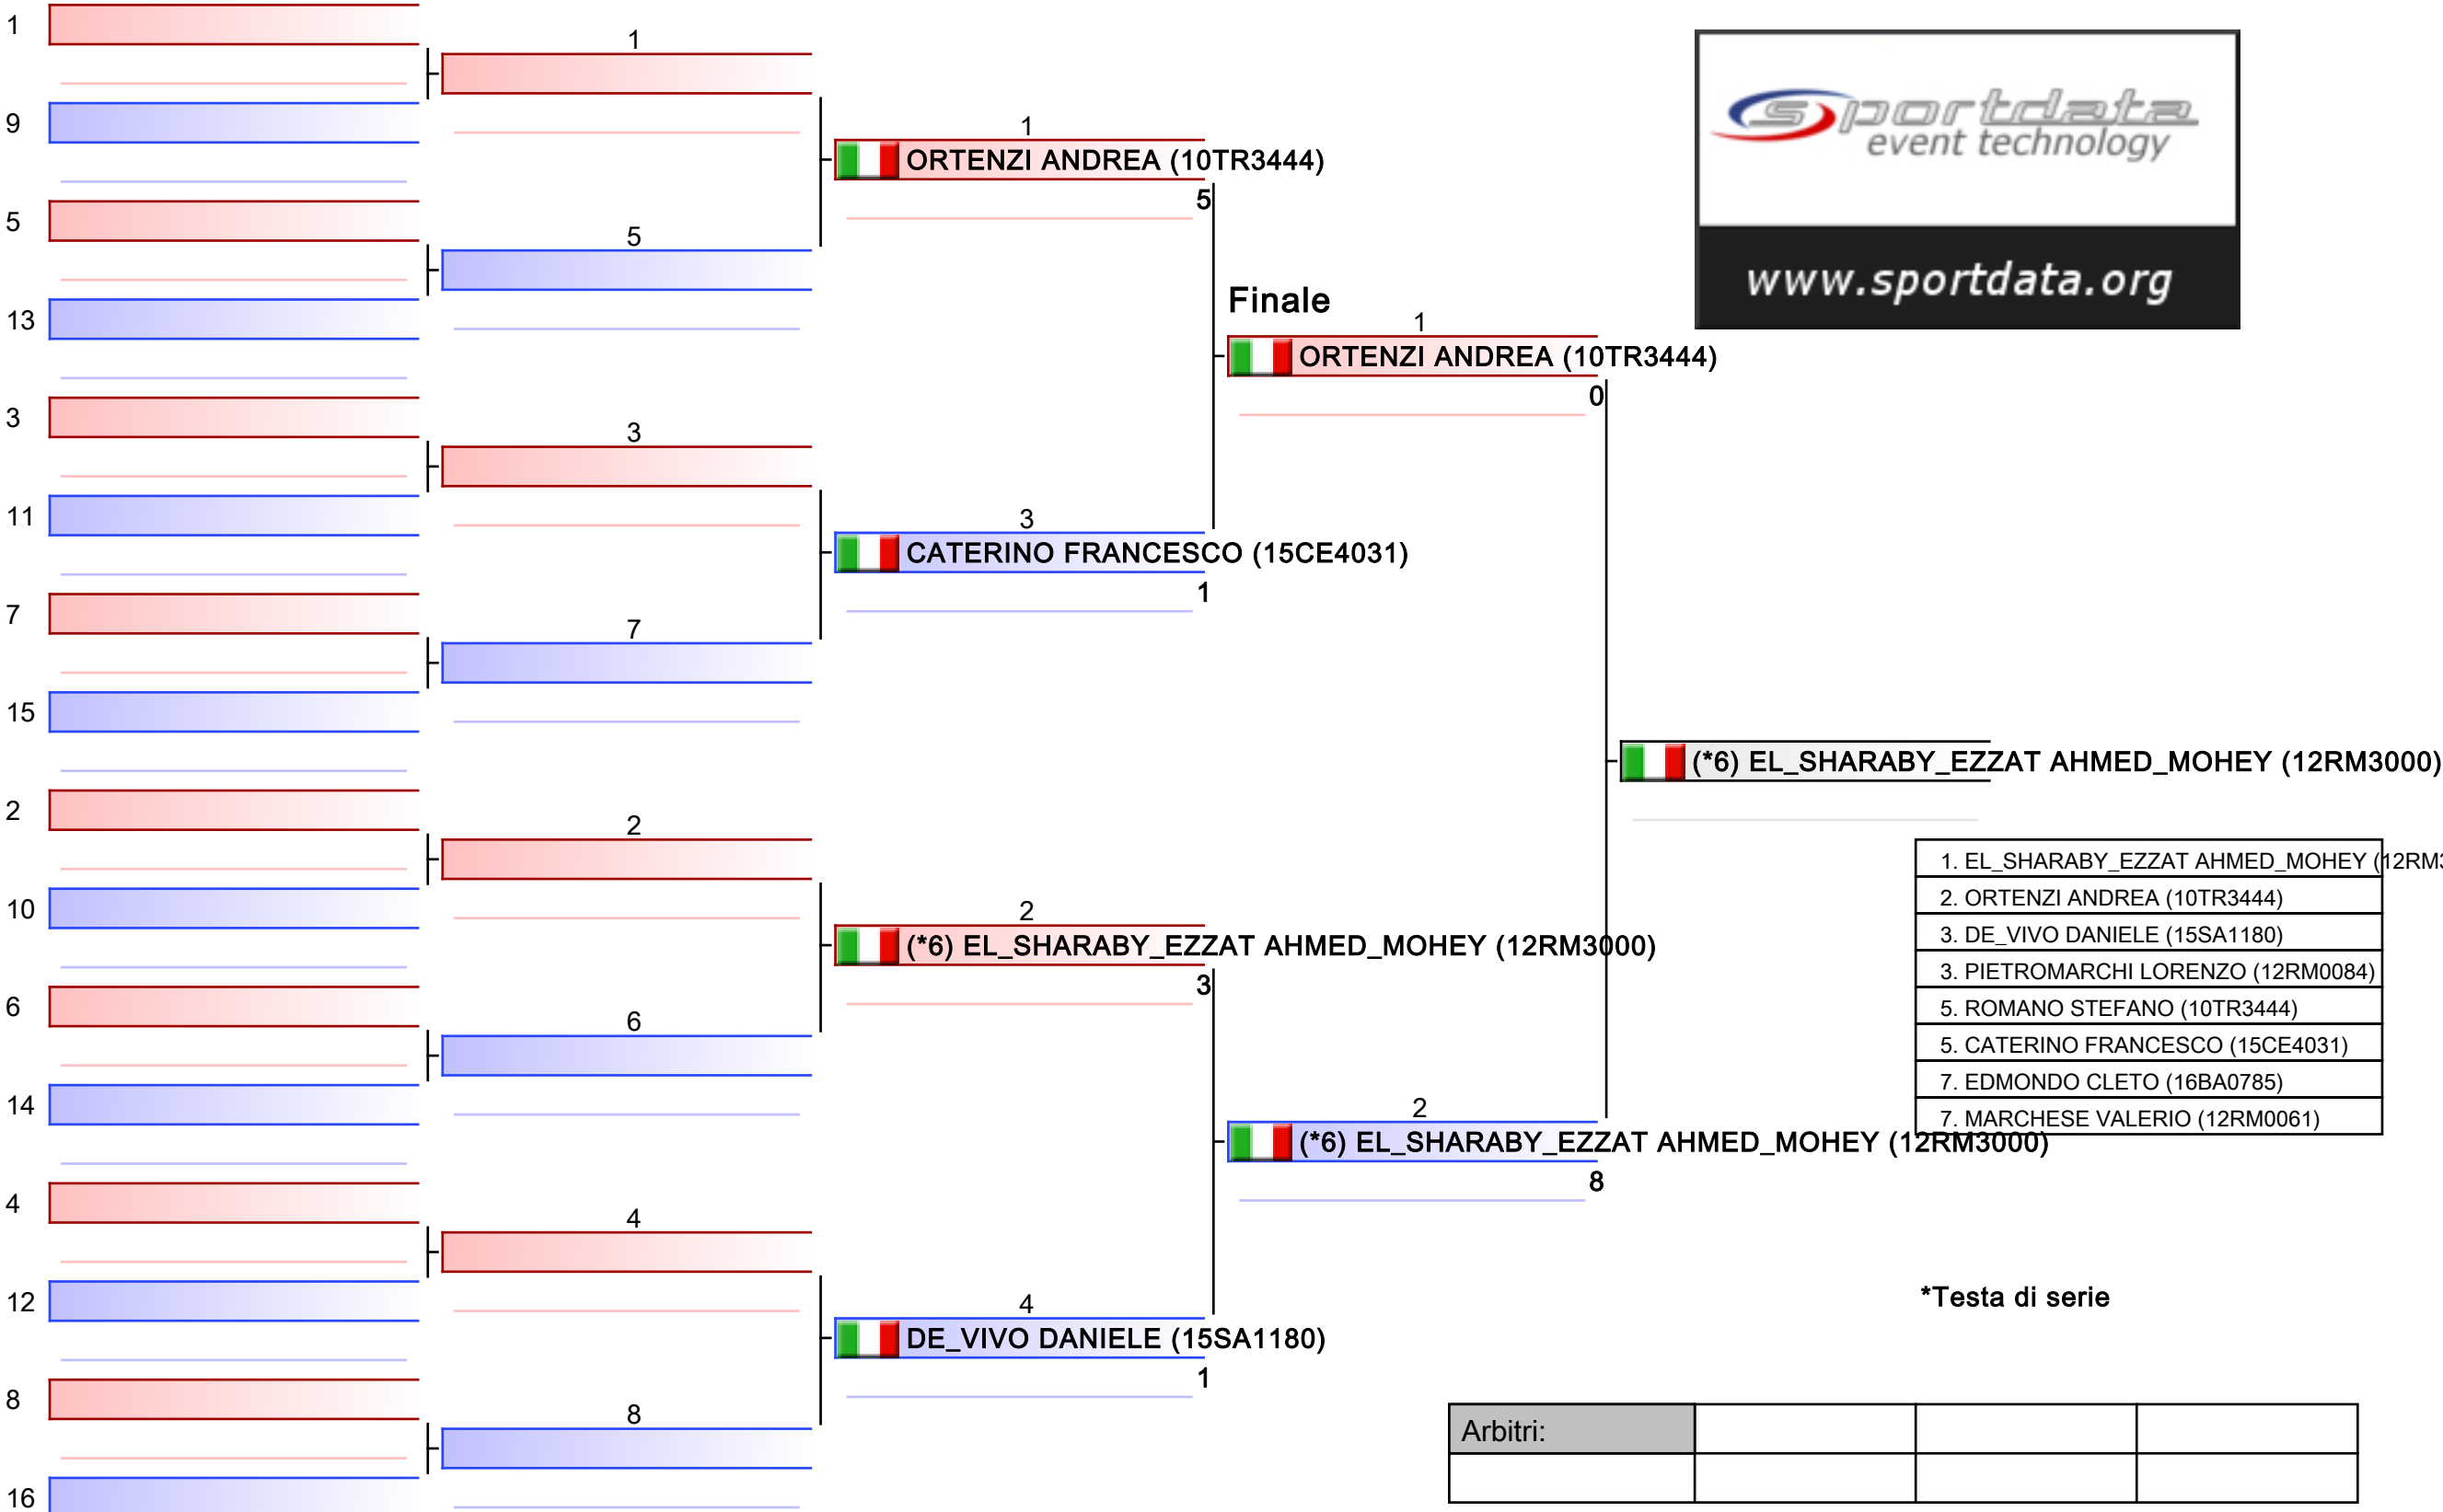 1
9
5
13
3
11
7
15
2
10
6
14
4
12
8
16
1
5
3
7
2
6
4
8
1
ORTENZI ANDREA (10TR3444)
5
3
CATERINO FRANCESCO (15CE4031)
1
2
(*6) EL_SHARABY_EZZAT AHMED_MOHEY (12RM3000)
3
4
DE_VIVO DANIELE (15SA1180)
1
Finale
1
ORTENZI ANDREA (10TR3444)
0
2
(*6) EL_SHARABY_EZZAT AHMED_MOHEY (12RM3000)
8
(*6) EL_SHARABY_EZZAT AHMED_MOHEY (12RM3000)
sportdata
event technology
www.sportdata.org
1. EL_SHARABY_EZZAT AHMED_MOHEY (12RM3
2. ORTENZI ANDREA (10TR3444)
3. DE_VIVO DANIELE (15SA1180)
3. PIETROMARCHI LORENZO (12RM0084)
5. ROMANO STEFANO (10TR3444)
5. CATERINO FRANCESCO (15CE4031)
7. EDMONDO CLETO (16BA0785)
7. MARCHESE VALERIO (12RM0061)
*Testa di serie
Arbitri: